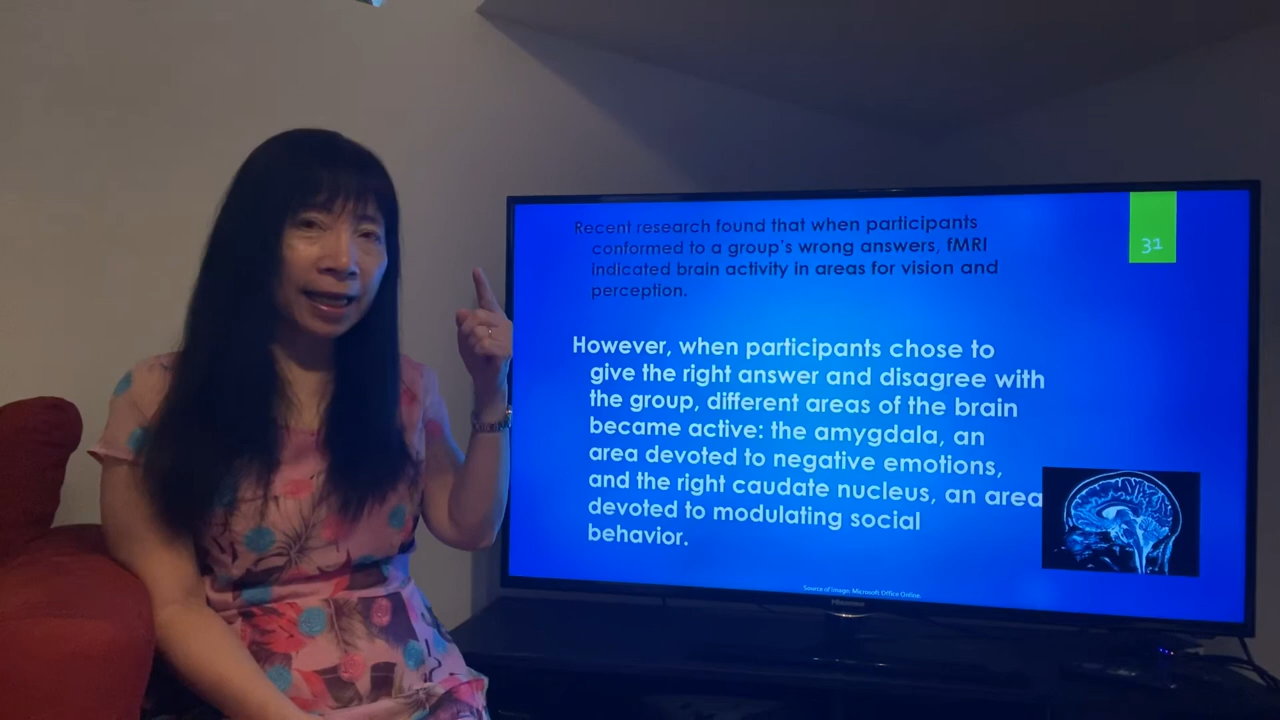 31
Recent research found that when participants
conformed to a group's wrong answers, fMRI
indicated brain activity in areas for vision and
perception.
However, when participants chose to
give the right answer and disagree with
the group, different areas of the brain
became active: the amygdala, an
area devoted to negative emotions,
and the right caudate nucleus, an area
devoted to modulating social
behavior.
Source of Image: Microsoft Office Online.
Hisense